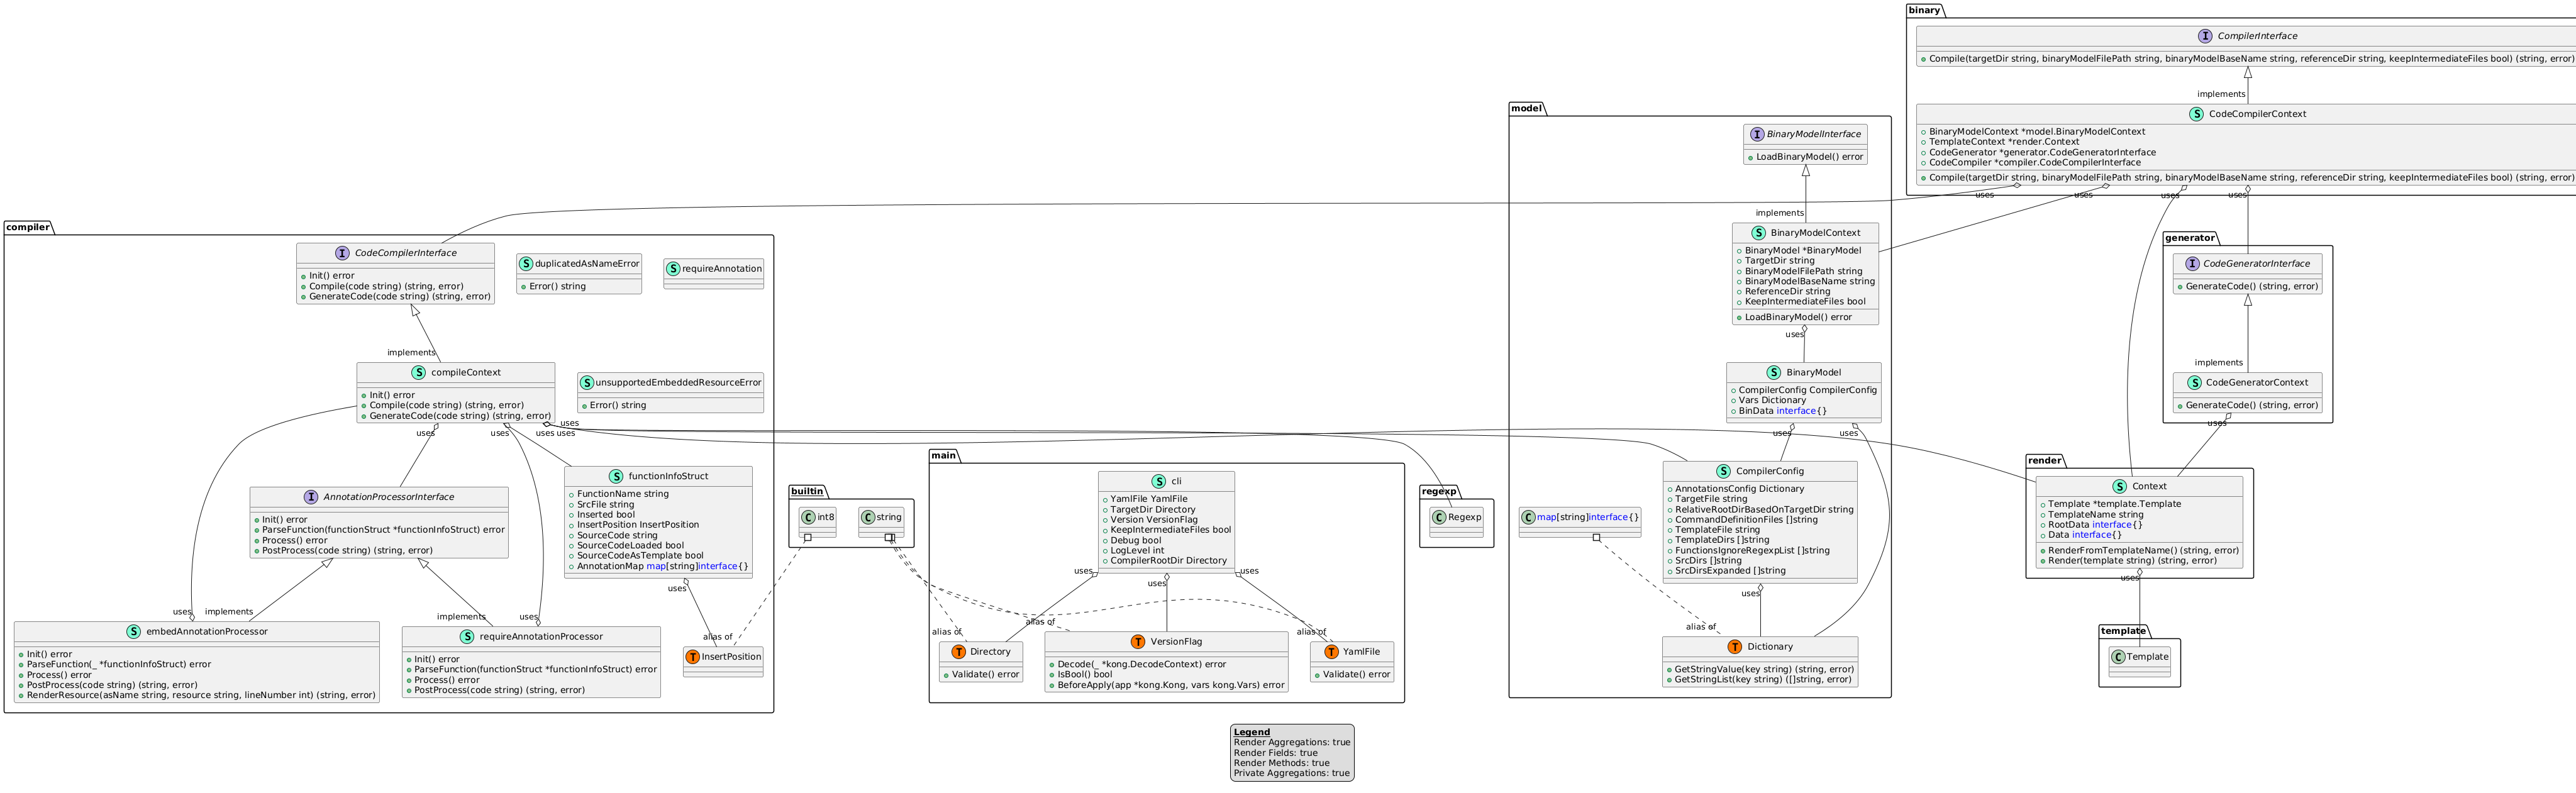 binary
CompilerInterface
Compile(targetDir string, binaryModelFilePath string, binaryModelBaseName string, referenceDir string, keepIntermediateFiles bool) (string, error)
implements
CodeCompilerContext
BinaryModelContext *model.BinaryModelContext
TemplateContext *render.Context
CodeGenerator *generator.CodeGeneratorInterface
CodeCompiler *compiler.CodeCompilerInterface
Compile(targetDir string, binaryModelFilePath string, binaryModelBaseName string, referenceDir string, keepIntermediateFiles bool) (string, error)
uses
uses
uses
uses
model
BinaryModelInterface
LoadBinaryModel() error
implements
BinaryModelContext
BinaryModel *BinaryModel
TargetDir string
BinaryModelFilePath string
BinaryModelBaseName string
ReferenceDir string
KeepIntermediateFiles bool
LoadBinaryModel() error
uses
BinaryModel
CompilerConfig CompilerConfig
Vars Dictionary
BinData interface{}
uses
uses
CompilerConfig
AnnotationsConfig Dictionary
TargetFile string
RelativeRootDirBasedOnTargetDir string
CommandDefinitionFiles []string
TemplateFile string
TemplateDirs []string
FunctionsIgnoreRegexpList []string
SrcDirs []string
SrcDirsExpanded []string
uses
map[string]interface{}
alias of
Dictionary
GetStringValue(key string) (string, error)
GetStringList(key string) ([]string, error)
generator
CodeGeneratorInterface
GenerateCode() (string, error)
implements
CodeGeneratorContext
GenerateCode() (string, error)
uses
render
Context
Template *template.Template
TemplateName string
RootData interface{}
Data interface{}
RenderFromTemplateName() (string, error)
Render(template string) (string, error)
uses
template
Template
compiler
CodeCompilerInterface
Init() error
Compile(code string) (string, error)
GenerateCode(code string) (string, error)
duplicatedAsNameError
Error() string
requireAnnotation
implements
compileContext
Init() error
Compile(code string) (string, error)
GenerateCode(code string) (string, error)
unsupportedEmbeddedResourceError
Error() string
uses
uses
uses
uses
uses
AnnotationProcessorInterface
Init() error
ParseFunction(functionStruct *functionInfoStruct) error
Process() error
PostProcess(code string) (string, error)
functionInfoStruct
FunctionName string
SrcFile string
Inserted bool
InsertPosition InsertPosition
SourceCode string
SourceCodeLoaded bool
SourceCodeAsTemplate bool
AnnotationMap map[string]interface{}
uses
uses
implements
implements
uses
alias of
embedAnnotationProcessor
Init() error
ParseFunction(_ *functionInfoStruct) error
Process() error
PostProcess(code string) (string, error)
RenderResource(asName string, resource string, lineNumber int) (string, error)
requireAnnotationProcessor
Init() error
ParseFunction(functionStruct *functionInfoStruct) error
Process() error
PostProcess(code string) (string, error)
InsertPosition
builtin
int8
string
main
cli
YamlFile YamlFile
TargetDir Directory
Version VersionFlag
KeepIntermediateFiles bool
Debug bool
LogLevel int
CompilerRootDir Directory
uses
uses
uses
alias of
alias of
alias of
Directory
Validate() error
VersionFlag
Decode(_ *kong.DecodeContext) error
IsBool() bool
BeforeApply(app *kong.Kong, vars kong.Vars) error
YamlFile
Validate() error
regexp
Regexp
Legend
Render Aggregations: true
Render Fields: true
Render Methods: true
Private Aggregations: true